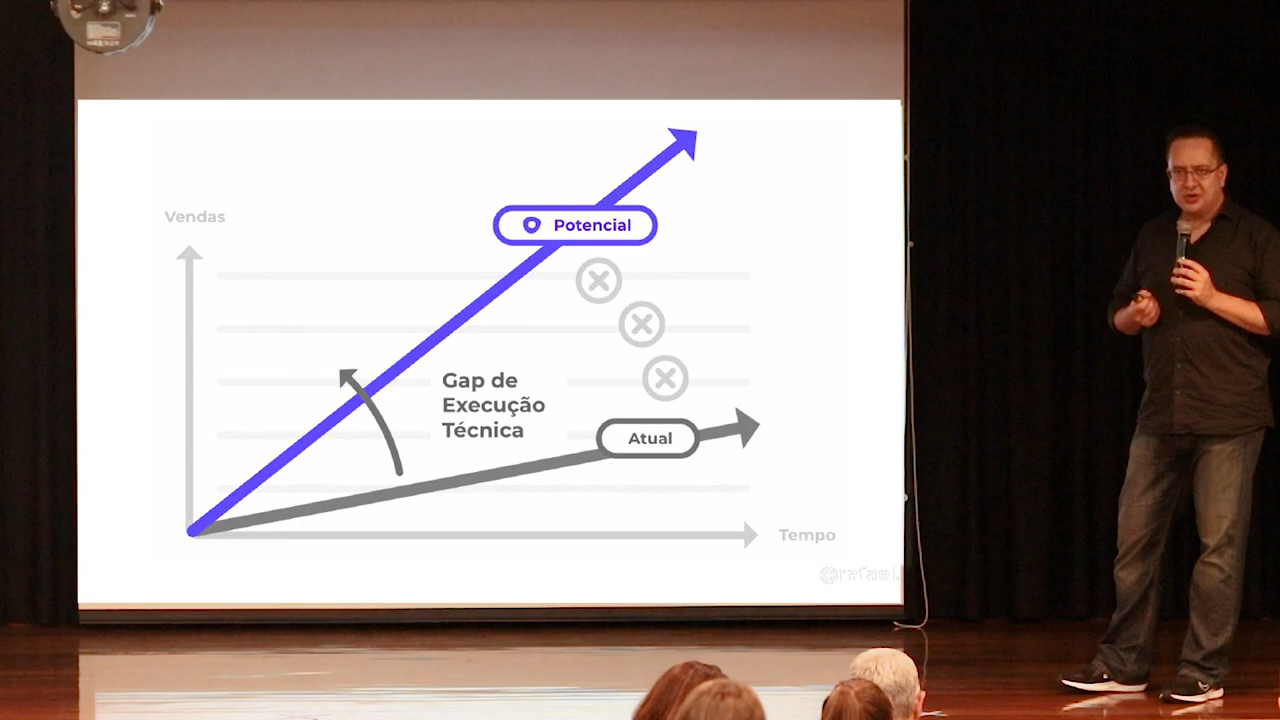 Vendas
Potencial
Gap de
Execução
Técnica
Atual
Tempo
@rafael